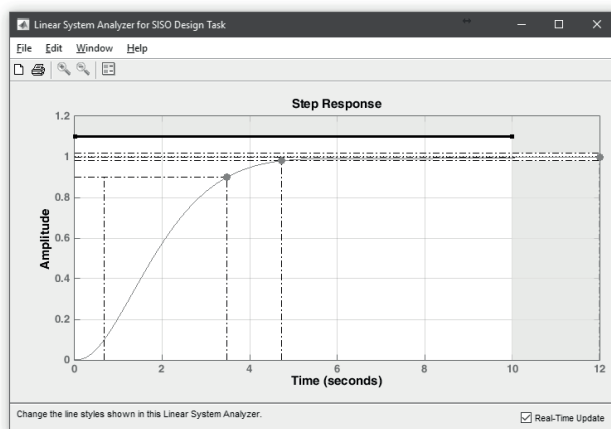 Linear System Analyzer for SISO Design Task
File Edit Window Help
Step Response
1.2
1
0.8
0.6
0.4
0.2
0
Amplitude
0 2 4 6 8 10 12
Time (seconds)
Change the line styles shown in this Linear System Analyzer.
Real-Time Update